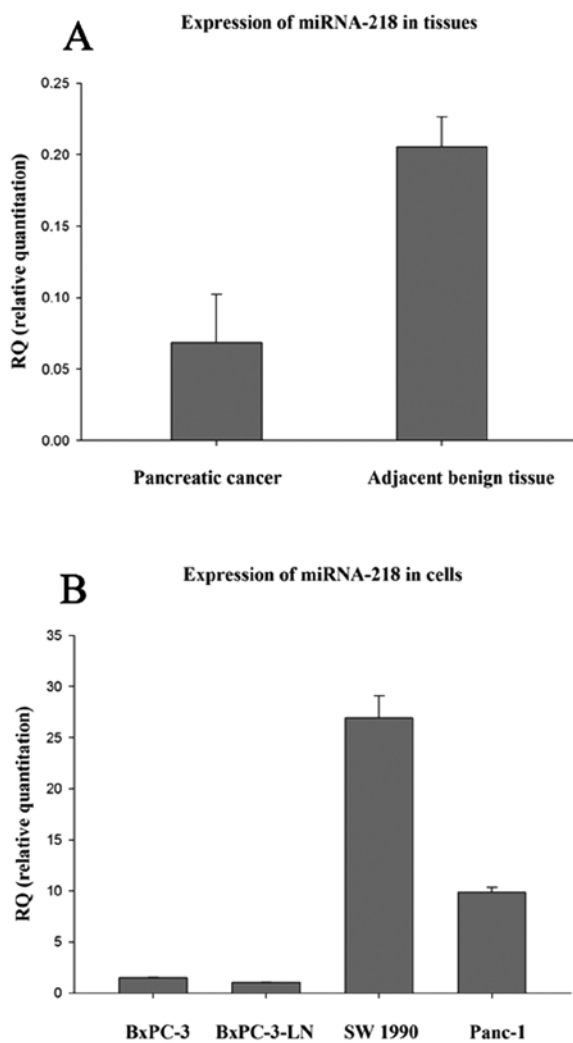 A
Expression of miRNA-218 in tissues
RQ (relative quantitation)
0.25
0.20
0.15
0.10
0.05
0.00
Pancreatic cancer Adjacent benign tissue
B
Expression of miRNA-218 in cells
RQ (relative quantitation)
35
30
25
20
15
10
5
0
BxPC-3 BxPC-3-LN SW 1990 Panc-1